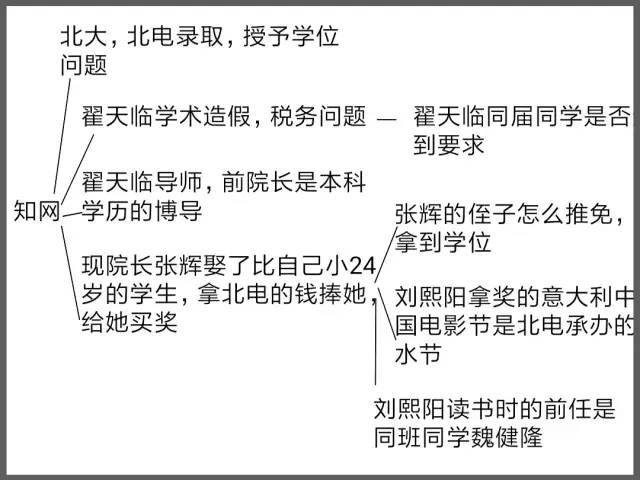 北大，北电录取，授予学位
问题
翟天临学术造假，税务问题
翟天临同届同学是否
到要求
翟天临导师，前院长是本科
学历的博导
知网
现院长张辉娶了比自己小24
岁的学生，拿北电的钱捧她，
给她买奖
张辉的侄子怎么推免，
拿到学位
刘熙阳拿奖的意大利中
国电影节是北电承办的
水节
刘熙阳读书时的前任是
同班同学魏健隆